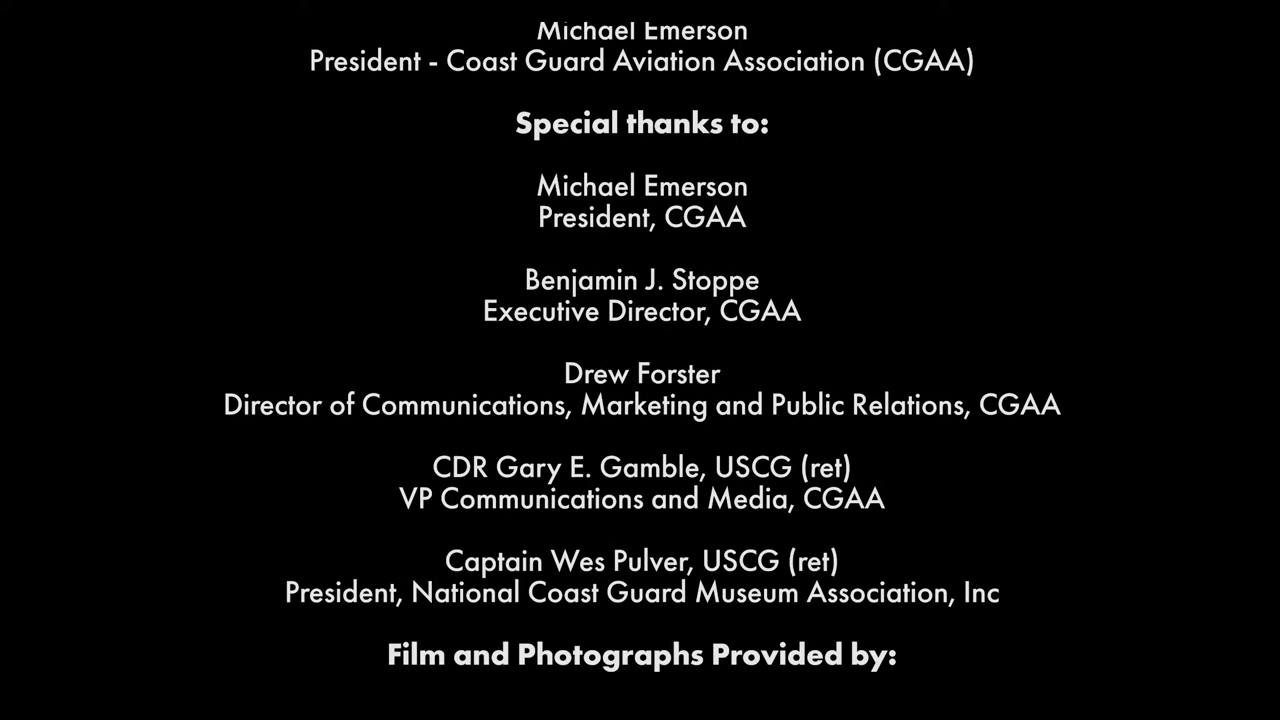 Michael Emerson
President - Coast Guard Aviation Association (CGAA)
Special thanks to:
Michael Emerson
President, CGAA
Benjamin J. Stoppe
Executive Director, CGAA
Drew Forster
Director of Communications, Marketing and Public Relations, CGAA
CDR Gary E. Gamble, USCG (ret)
VP Communications and Media, CGAA
Captain Wes Pulver, USCG (ret)
President, National Coast Guard Museum Association, Inc
Film and Photographs Provided by: